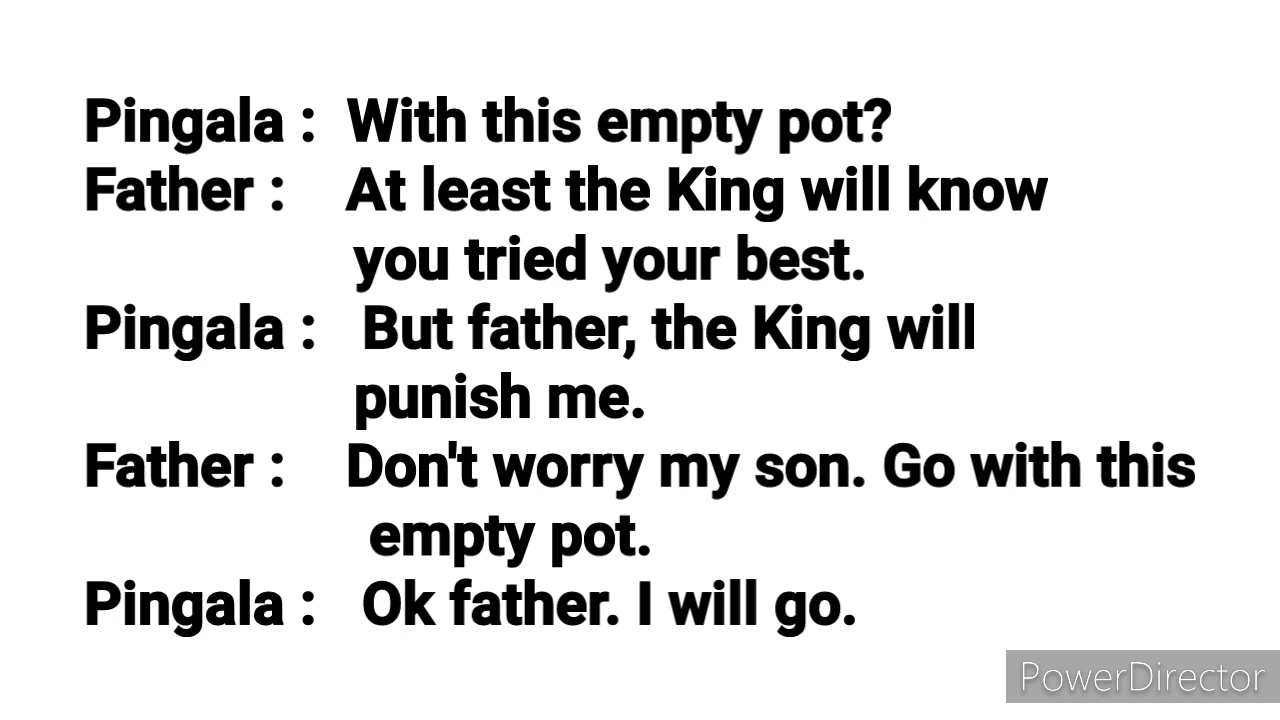 Pingala : With this empty pot?
Father : At least the King will know
you tried your best.
Pingala : But father, the King will
punish me.
Father : Don't worry my son. Go with this
empty pot.
Pingala : Ok father. I will go.
PowerDirector